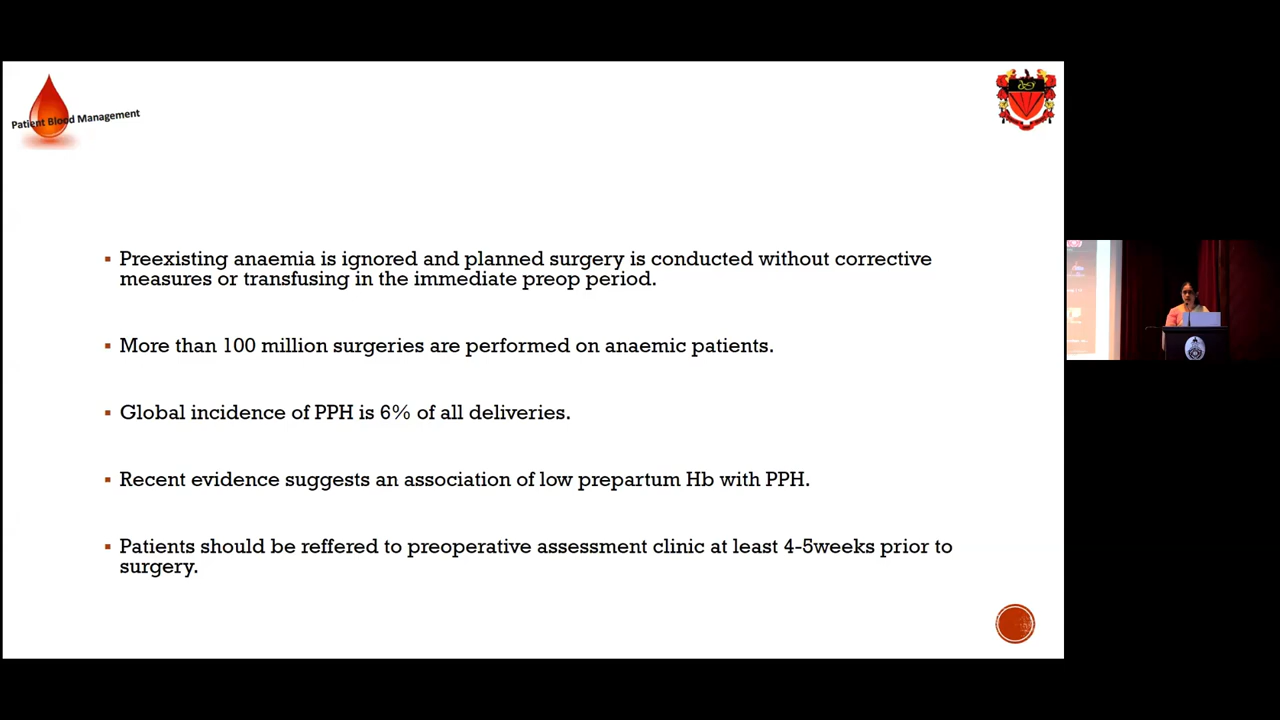 Patient Blood Management
▪ Preexisting anaemia is ignored and planned surgery is conducted without corrective
measures or transfusing in the immediate preop period.
▪ More than 100 million surgeries are performed on anaemic patients.
▪ Global incidence of PPH is 6% of all deliveries.
▪ Recent evidence suggests an association of low prepartum Hb with PPH.
▪ Patients should be reffered to preoperative assessment clinic at least 4-5weeks prior to
surgery.